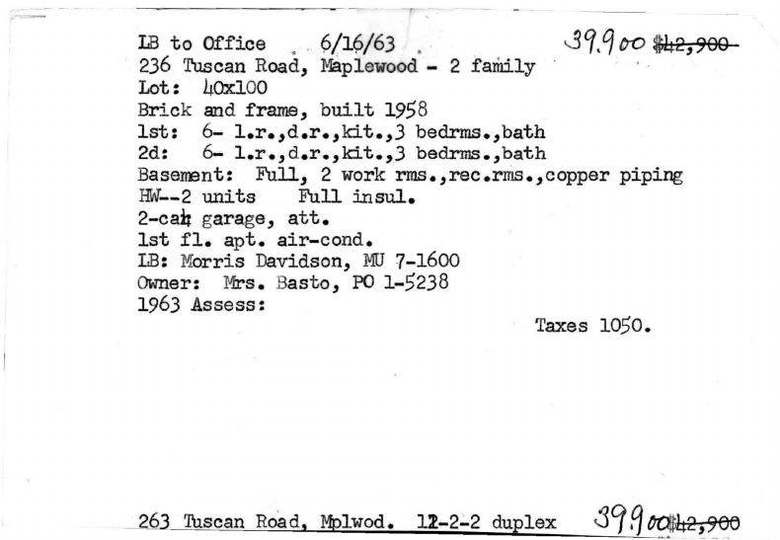 LB to Office 6/16/63 39.900 $42,900
236 Tuscan Road, Maplewood - 2 family
Lot: 40x100
Brick and frame, built 1958
1st: 6- l.r.,d.r.,kit.,3 bedrms.,bath
2d: 6- l.r.,d.r.,kit.,3 bedrms.,bath
Basement: Full, 2 work rms.,rec.rms.,copper piping
HW--2 units Full insul.
2-car garage, att.
1st fl. apt. air-cond.
LB: Morris Davidson, MU 7-1600
Owner: Mrs. Basto, PO 1-5238
1963 Assess:
Taxes 1050.
263 Tuscan Road, Mplwod. 12-2-2 duplex 39.900 $42,900